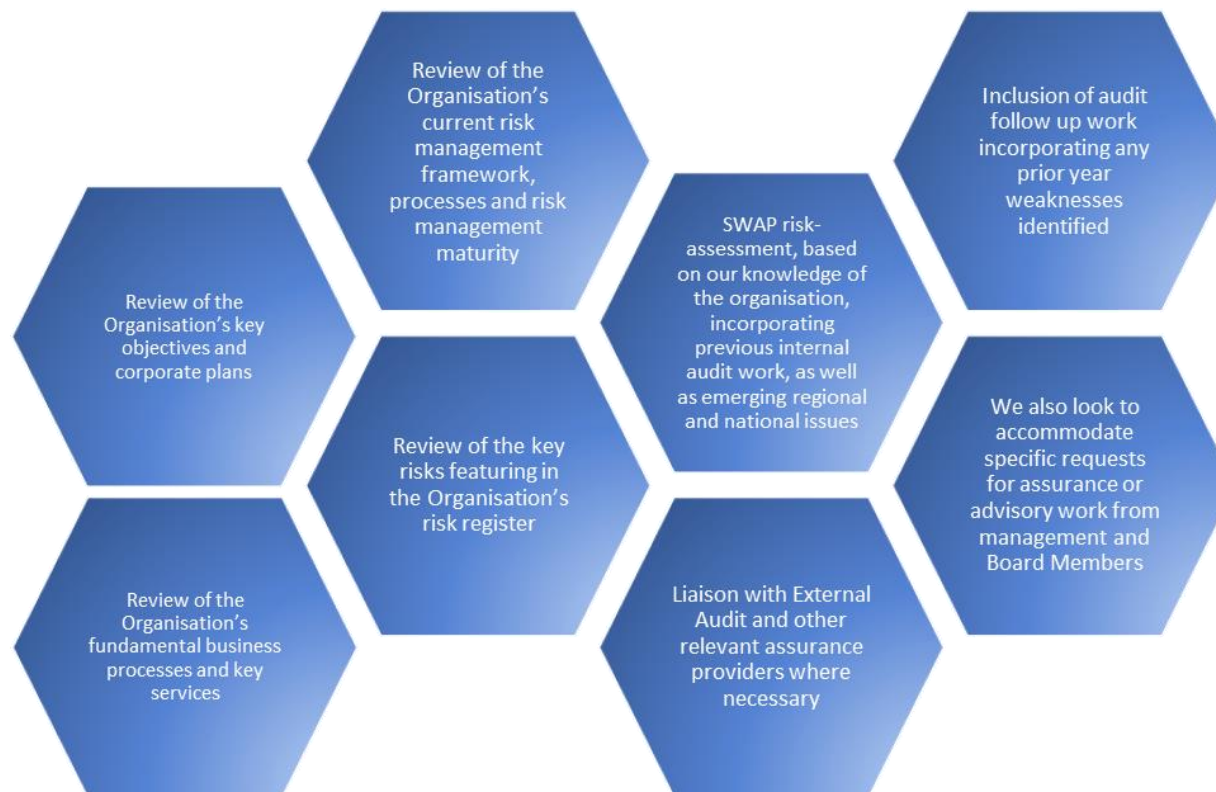 Review of the
Organisation's
current risk
management
framework,
processes and risk
management
maturity
Inclusion of audit
follow up work
incorporating any
prior year
weaknesses
identified
Review of the
Organisation's key
objectives and
corporate plans
SWAP risk-
assessment, based
on our knowledge of
the organisation,
incorporating
previous internal
audit work, as well
as emerging regional
and national issues
Review of the key
risks featuring in
the Organisation's
risk register
We also look to
accommodate
specific requests
for assurance or
advisory work from
management and
Board Members
Review of the
Organisation's
fundamental business
processes and key
services
Liaison with External
Audit and other
relevant assurance
providers where
necessary